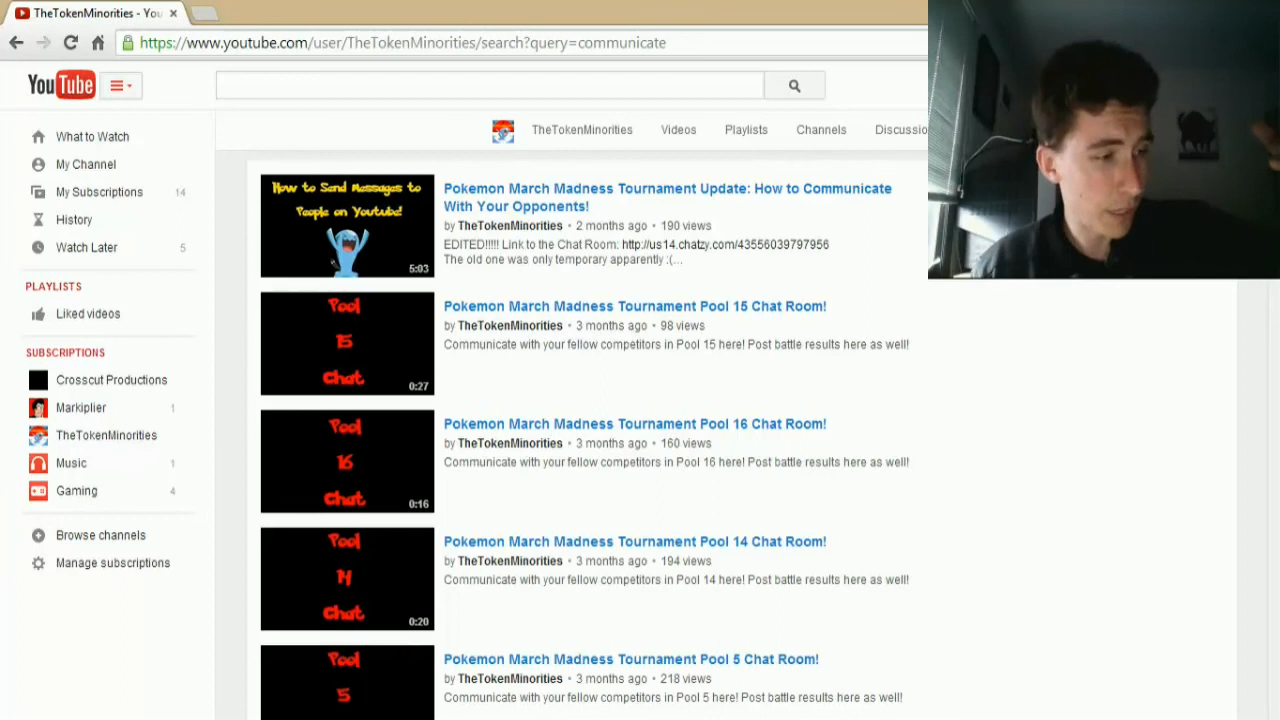 TheTokenMinorities - You
https://www.youtube.com/user/TheTokenMinorities/search?query=communicate
YouTube
TheTokenMinorities Videos Playlists Channels Discussio
What to Watch
My Channel
My Subscriptions 14
History
Watch Later 5
PLAYLISTS
Liked videos
SUBSCRIPTIONS
Crosscut Productions
Markiplier 1
TheTokenMinorities
Music 1
Gaming 4
Browse channels
Manage subscriptions
How to Send Messages to
People on Youtube!
5:03
Pokemon March Madness Tournament Update: How to Communicate
With Your Opponents!
by TheTokenMinorities • 2 months ago • 190 views
EDITED!!!!! Link to the Chat Room: http://us14.chatzy.com/43556039797956
The old one was only temporary apparently :(...
Pool
15
Chat
0:27
Pokemon March Madness Tournament Pool 15 Chat Room!
by TheTokenMinorities • 3 months ago • 98 views
Communicate with your fellow competitors in Pool 15 here! Post battle results here as well!
Pool
16
Chat
0:16
Pokemon March Madness Tournament Pool 16 Chat Room!
by TheTokenMinorities • 3 months ago • 160 views
Communicate with your fellow competitors in Pool 16 here! Post battle results here as well!
Pool
14
Chat
0:20
Pokemon March Madness Tournament Pool 14 Chat Room!
by TheTokenMinorities • 3 months ago • 194 views
Communicate with your fellow competitors in Pool 14 here! Post battle results here as well!
Pool
5
Pokemon March Madness Tournament Pool 5 Chat Room!
by TheTokenMinorities • 3 months ago • 218 views
Communicate with your fellow competitors in Pool 5 here! Post battle results here as well!